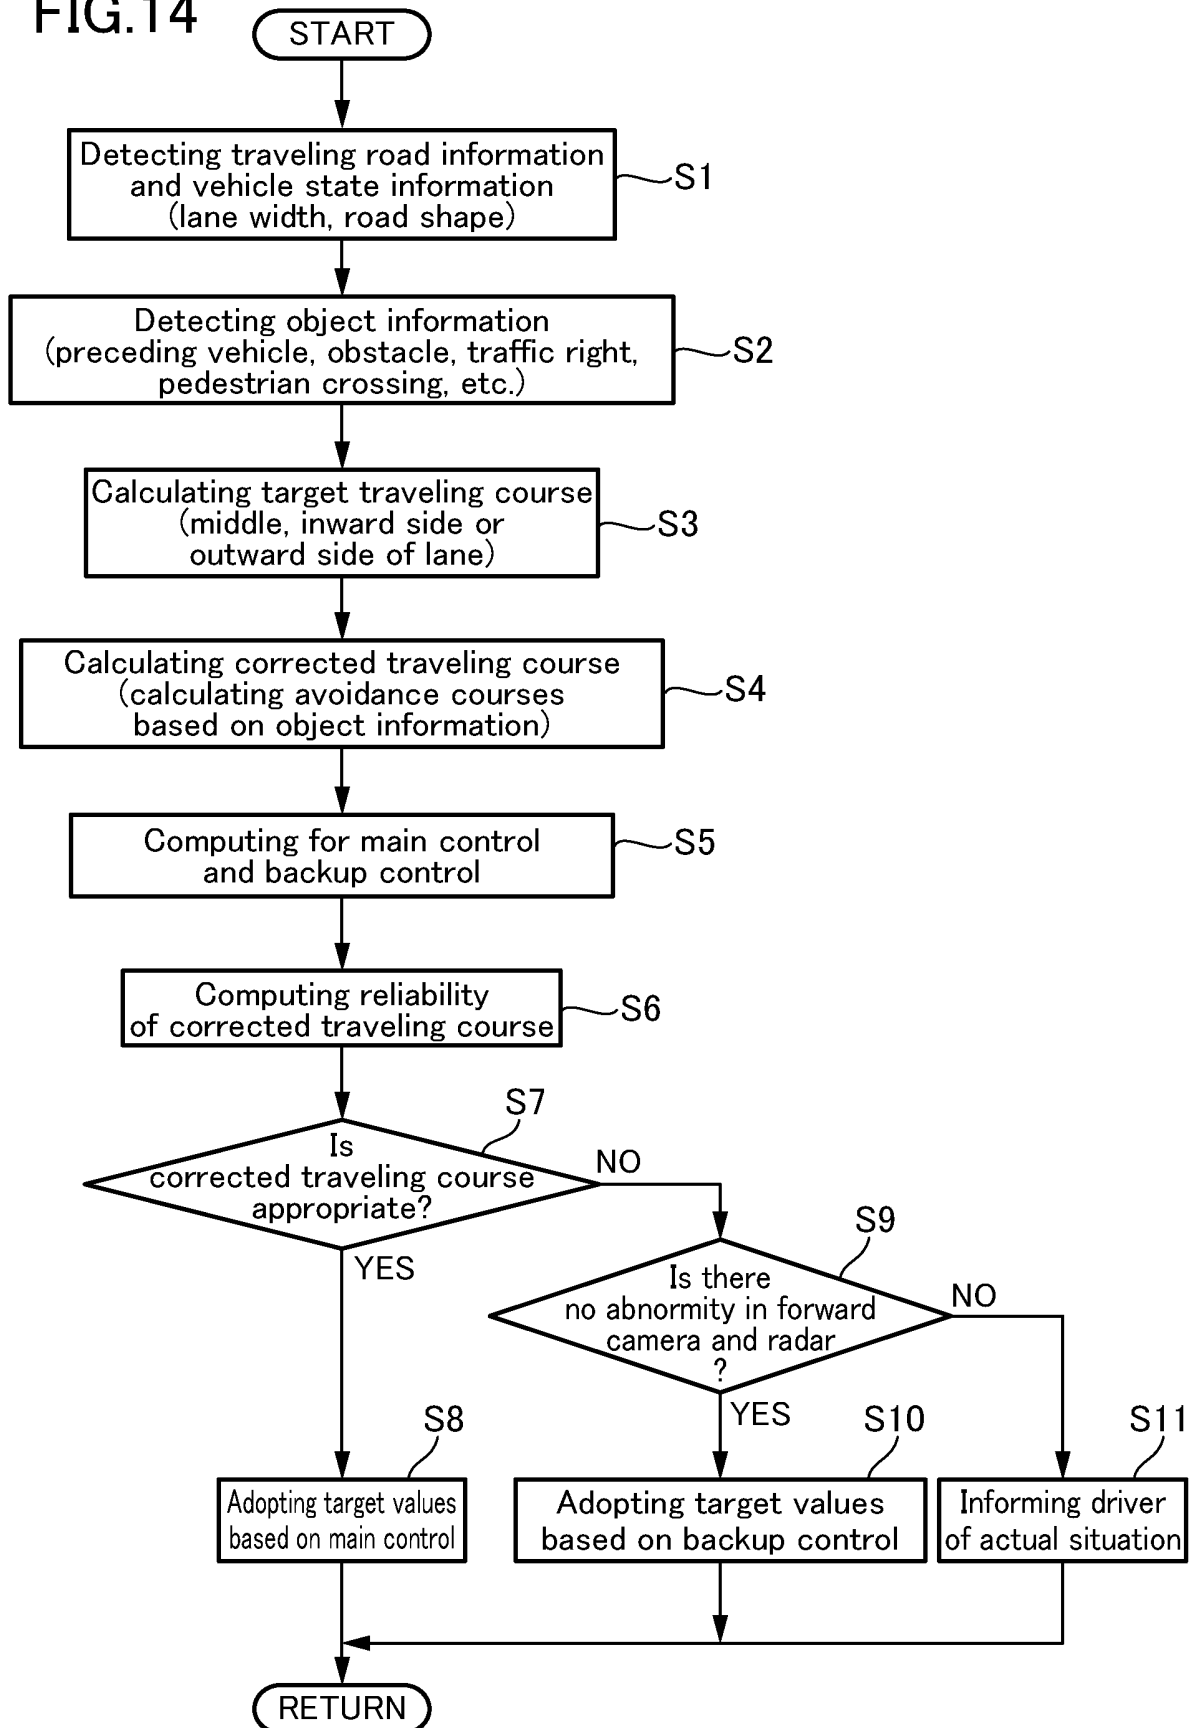 FIG.14
START
Detecting traveling road information
and vehicle state information
(lane width, road shape)
S1
Detecting object information
(preceding vehicle, obstacle, traffic right,
pedestrian crossing, etc.)
S2
Calculating target traveling course
(middle, inward side or
outward side of lane)
S3
Calculating corrected traveling course
(calculating avoidance courses
based on object information)
S4
Computing for main control
and backup control
S5
Computing reliability
of corrected traveling course
S6
S7
Is
corrected traveling course
appropriate?
NO
YES
S9
Is there
no abnormity in forward
camera and radar
?
NO
YES
S8
Adopting target values
based on main control
S10
Adopting target values
based on backup control
S11
Informing driver
of actual situation
RETURN